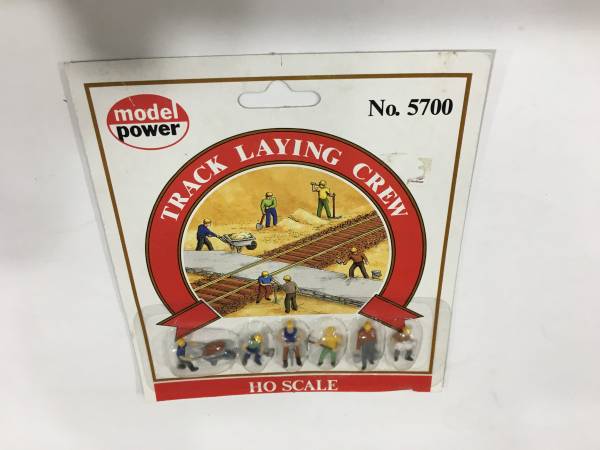 model
power
No. 5700
TRACK LAYING CREW
HO SCALE